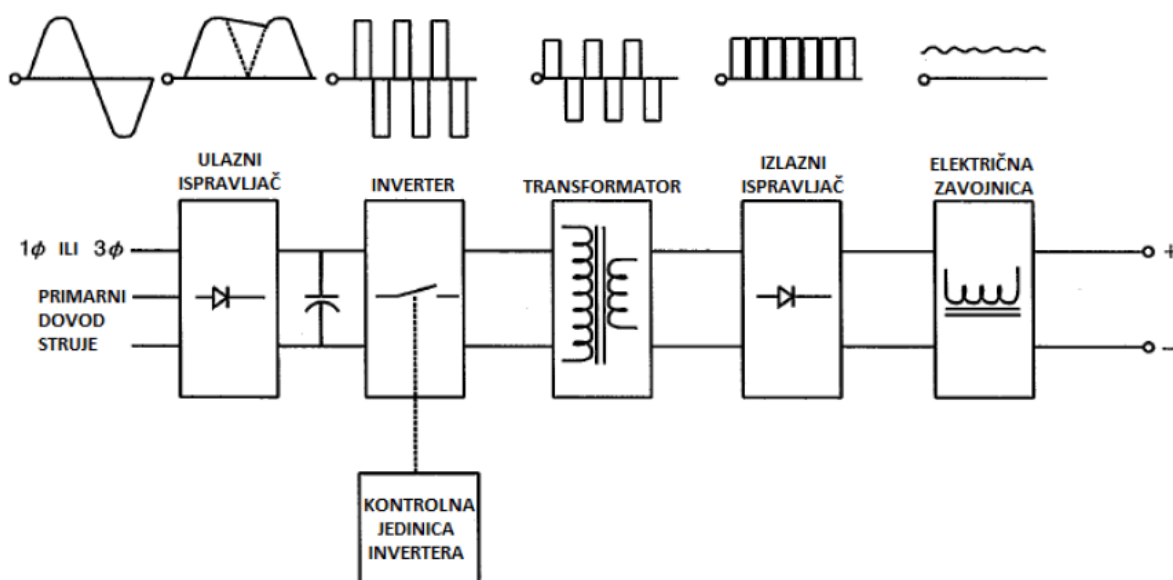 ULAZNI
ISPRAVLJAČ
INVERTER
TRANSFORMATOR
IZLAZNI
ISPRAVLJAČ
ELEKTRIČNA
ZAVOJNICA
1ϕ ILI 3ϕ
PRIMARNI
DOVOD
STRUJE
+
−
KONTROLNA
JEDINICA
INVERTERA